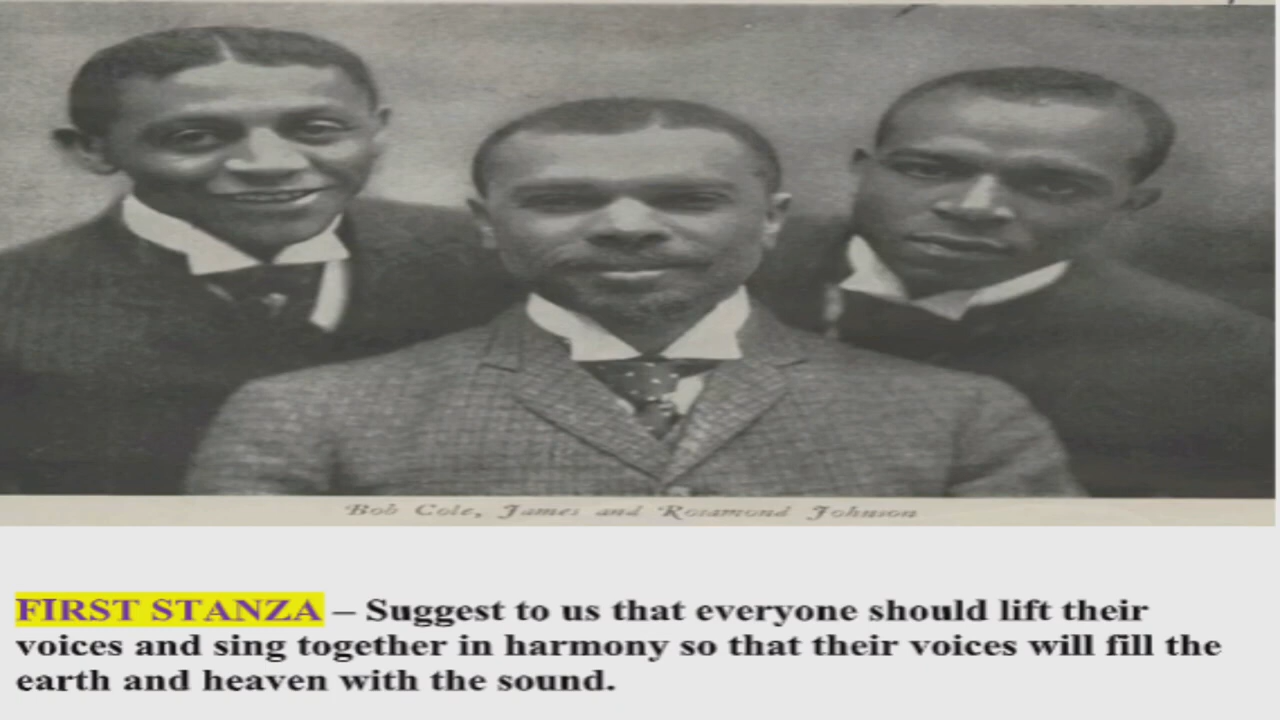 Bob Cole, James and Rosamond Johnson
FIRST STANZA – Suggest to us that everyone should lift their
voices and sing together in harmony so that their voices will fill the
earth and heaven with the sound.